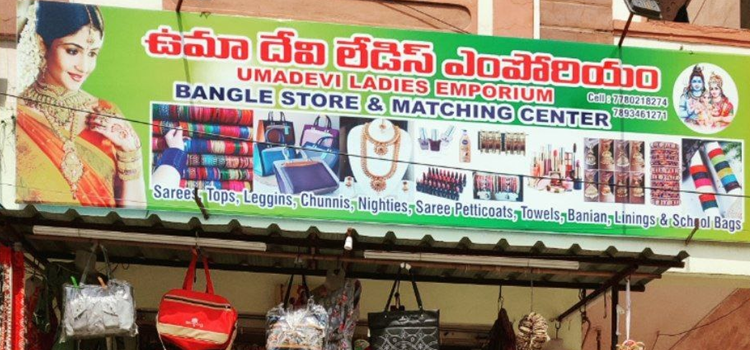 ఉమా దేవి లేడిస్ ఎంపోరియం
UMADEVI LADIES EMPORIUM
Cell : 7780218274
7893461271
BANGLE STORE & MATCHING CENTER
Sarees, Tops, Leggins, Chunnis, Nighties, Saree Petticoats, Towels, Banian, Linings & School Bags